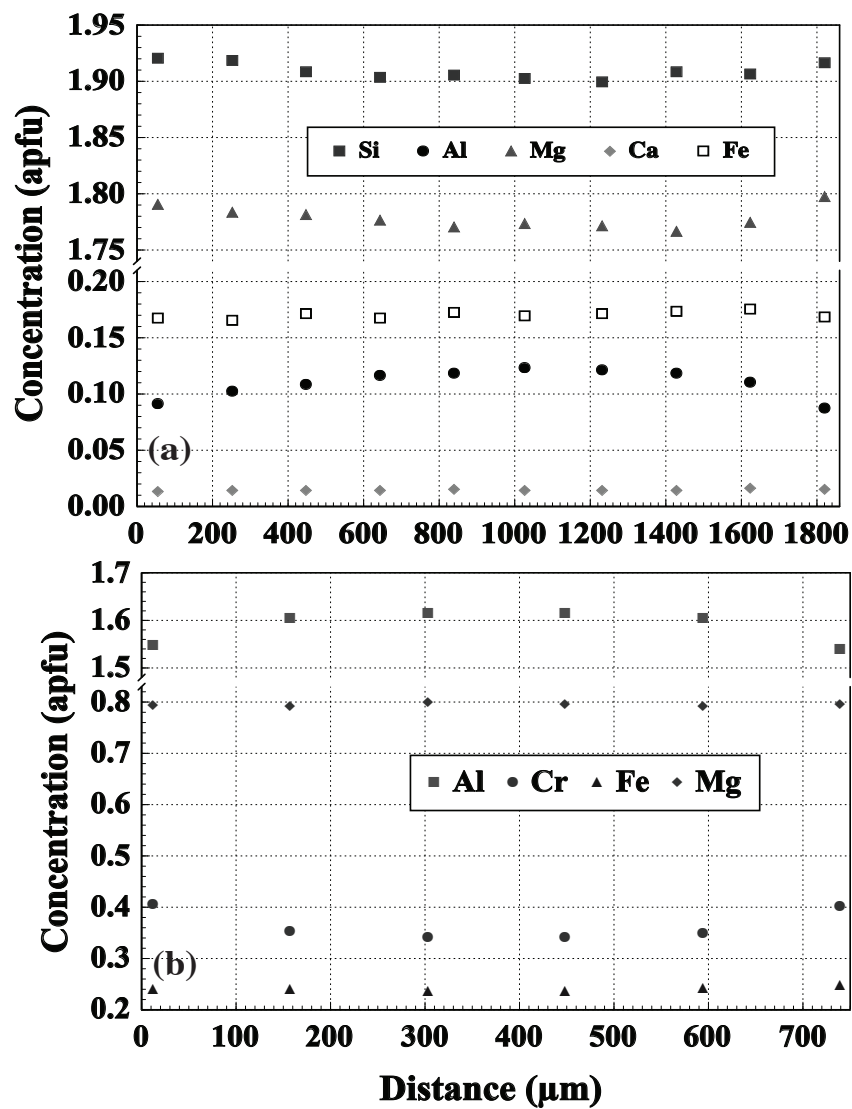 Concentration (apfu)
1.95
1.90
1.85
1.80
1.75
0.20
0.15
0.10
0.05
0.00
Si Al Mg Ca Fe
(a)
0 200 400 600 800 1000 1200 1400 1600 1800
Concentration (apfu)
1.7
1.6
1.5
0.8
0.7
0.6
0.5
0.4
0.3
0.2
Al Cr Fe Mg
(b)
0 100 200 300 400 500 600 700
Distance (μm)